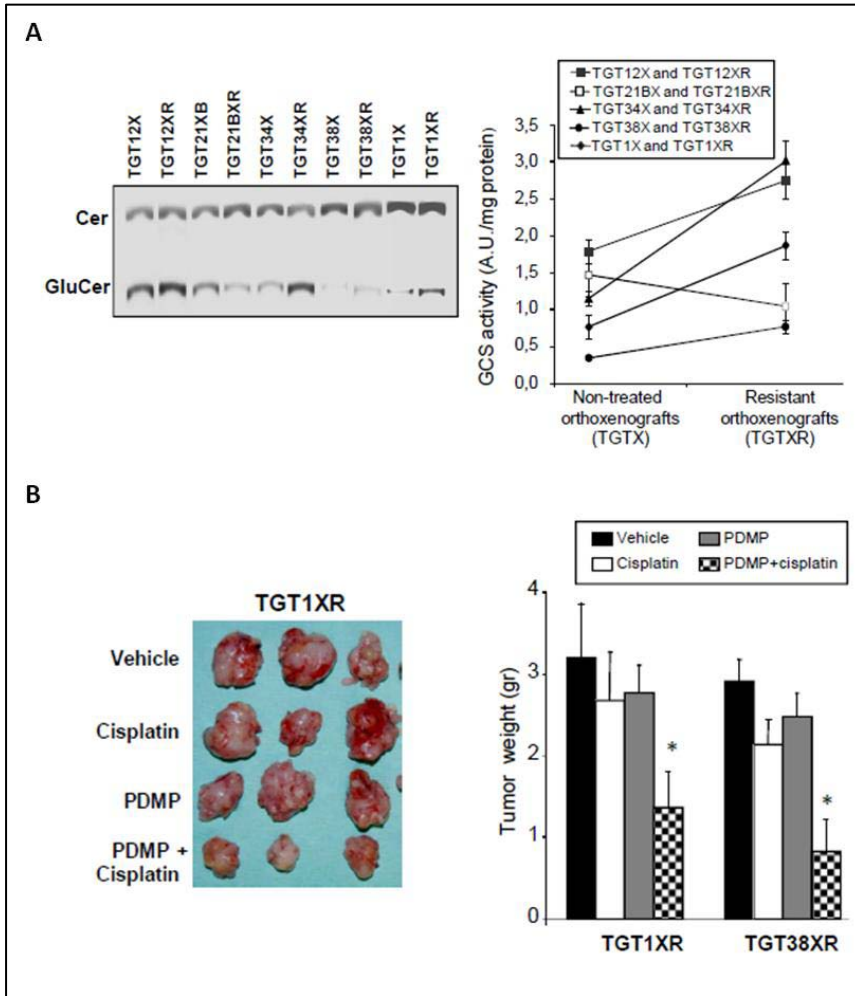 A
TGT12X
TGT12XR
TGT21XB
TGT21BXR
TGT34X
TGT34XR
TGT38X
TGT38XR
TGT1X
TGT1XR
Cer
GluCer
TGT12X and TGT12XR
TGT21BX and TGT21BXR
TGT34X and TGT34XR
TGT38X and TGT38XR
TGT1X and TGT1XR
GCS activity (A.U./mg protein)
3,5
3,0
2,5
2,0
1,5
1,0
0,5
0,0
Non-treated
orthoxenografts
(TGTX)
Resistant
orthoxenografts
(TGTXR)
B
TGT1XR
Vehicle
Cisplatin
PDMP
PDMP +
Cisplatin
Vehicle
PDMP
Cisplatin
PDMP+cisplatin
Tumor weight (gr)
4
3
2
1
0
*
*
TGT1XR
TGT38XR